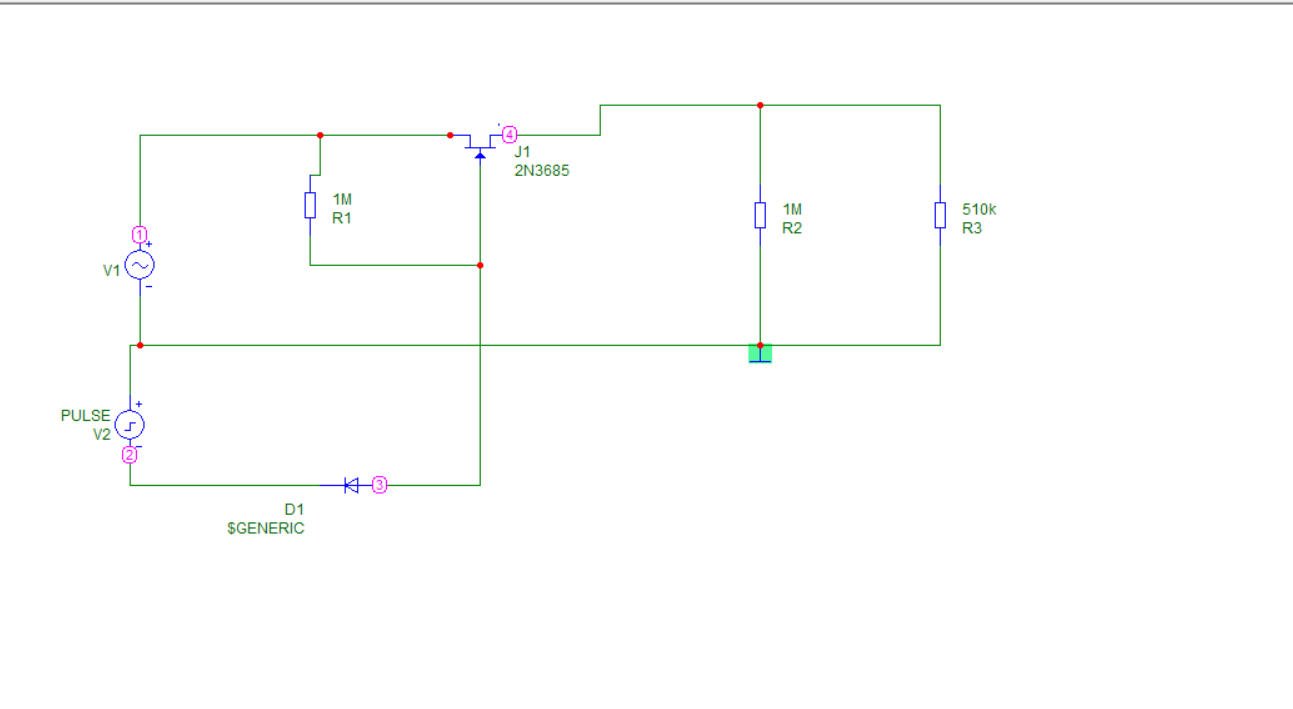 4
J1
2N3685
1M
R1
1M
R2
510k
R3
1
+
V1
-
PULSE
V2
+
-
2
3
D1
$GENERIC